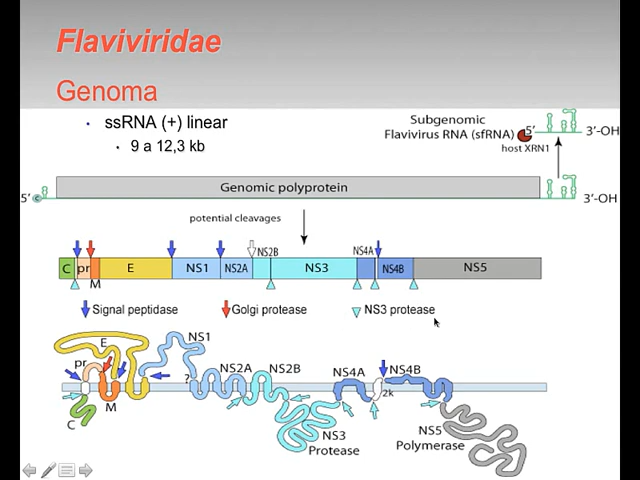 Flaviviridae
Genoma
• ssRNA (+) linear
• 9 a 12,3 kb
Subgenomic
Flavivirus RNA (sfRNA)
5′
3′-OH
host XRN1
Genomic polyprotein
5′
C
3′-OH
potential cleavages
NS2B
NS4A
C
pr
M
E
NS1
NS2A
NS3
NS4B
NS5
Signal peptidase
Golgi protease
NS3 protease
E
NS1
pr
?
NS2A
NS2B
NS4A
NS4B
2k
M
C
NS3
Protease
NS5
Polymerase